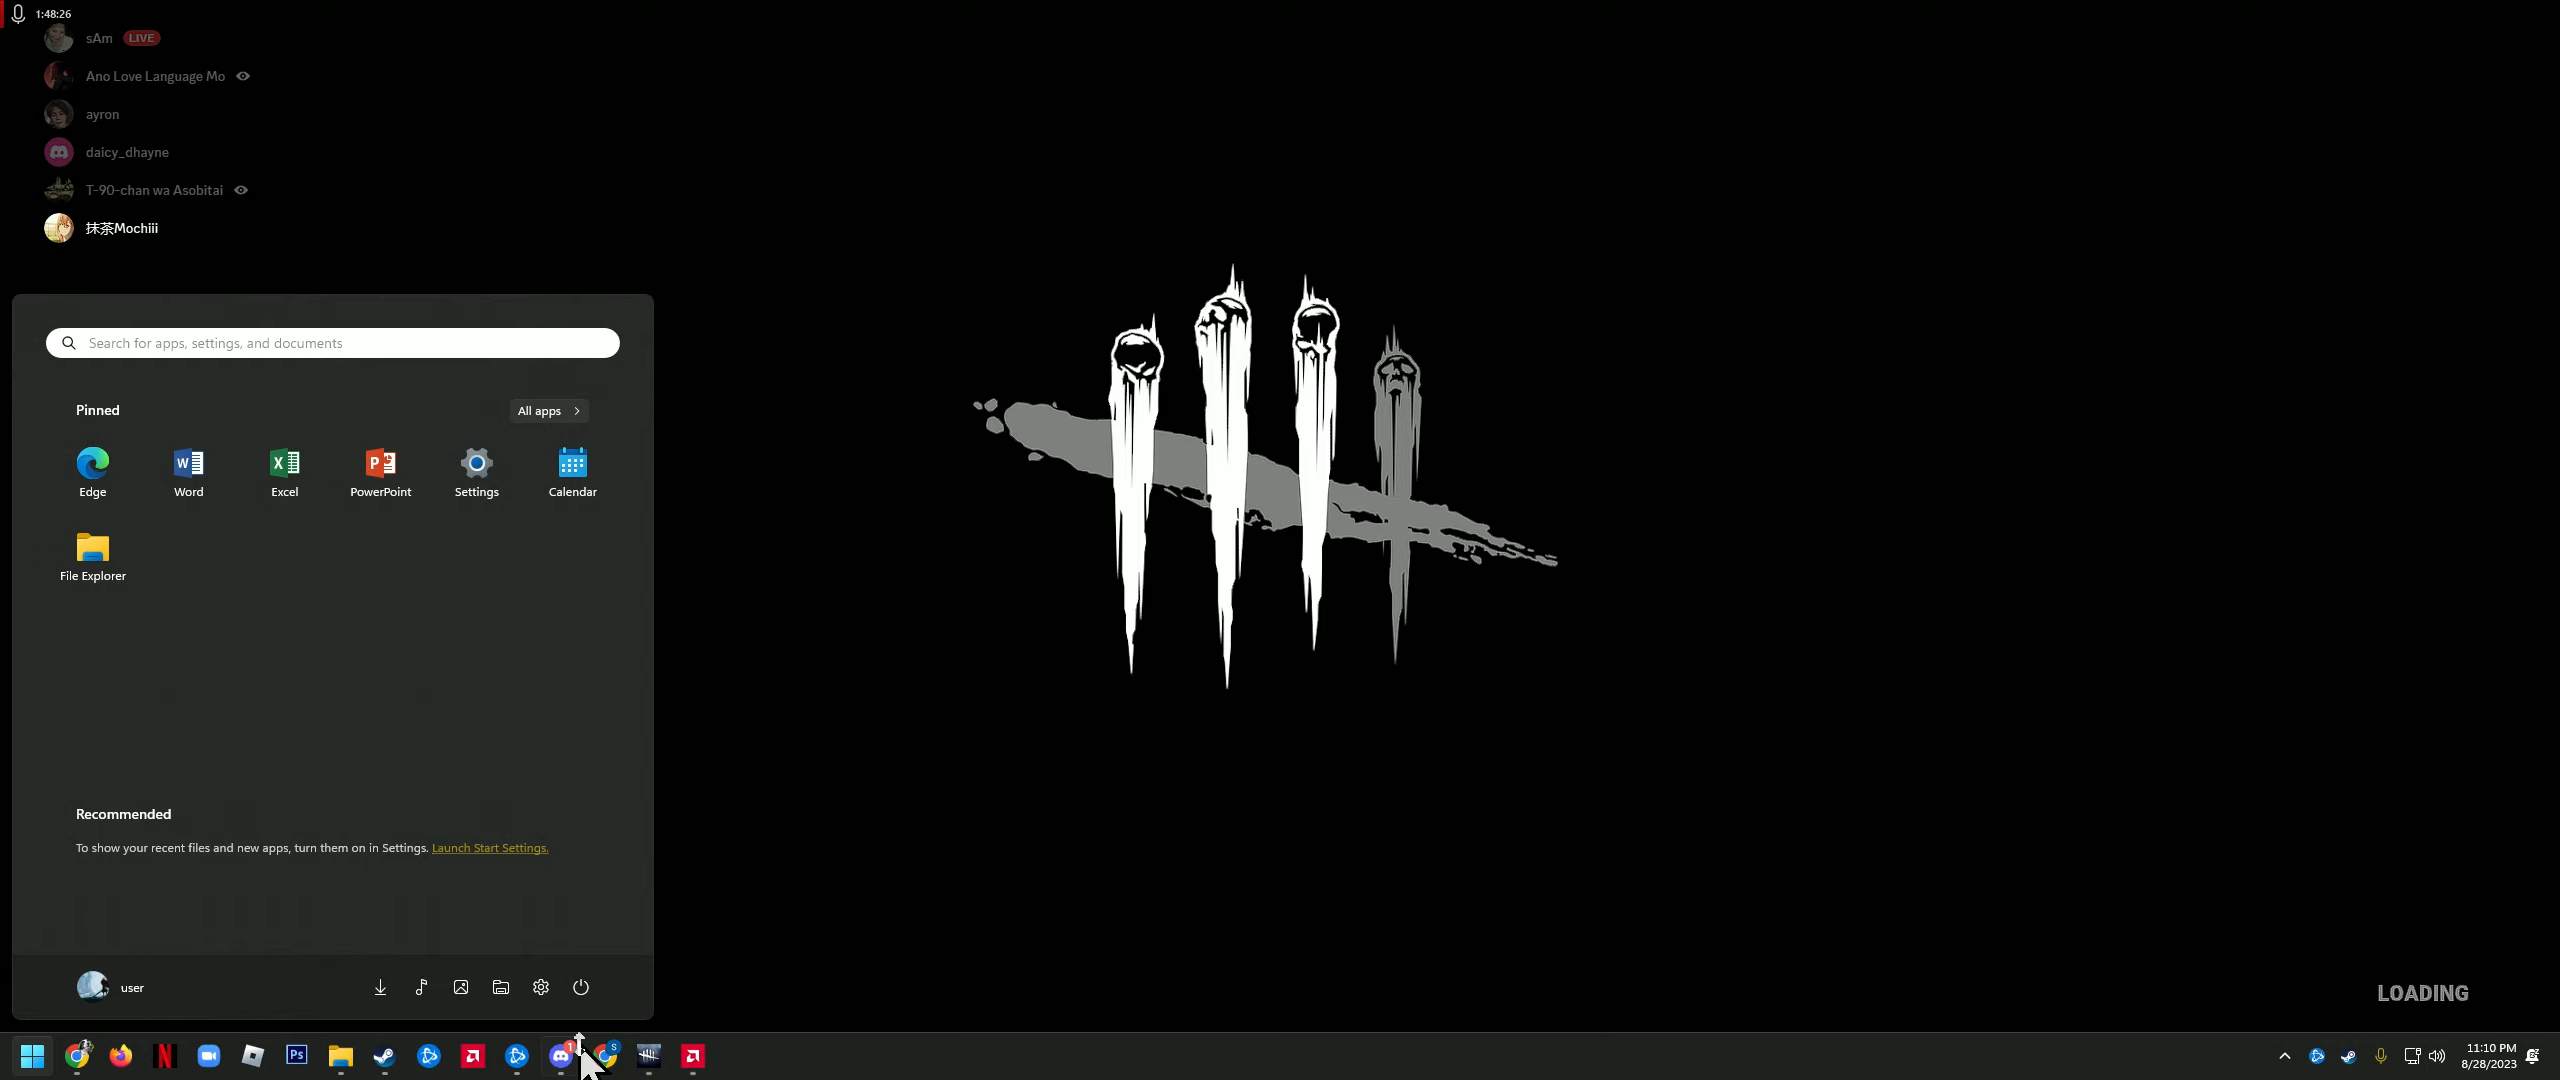 1:48:26
sAm LIVE
Ano Love Language Mo
ayron
daicy_dhayne
T-90-chan wa Asobitai
抹茶Mochiii
Search for apps, settings, and documents
Pinned
All apps
Edge
Word
Excel
PowerPoint
Settings
Calendar
File Explorer
Recommended
To show your recent files and new apps, turn them on in Settings. Launch Start Settings.
user
LOADING
Ps
1
S
11:10 PM
8/28/2023